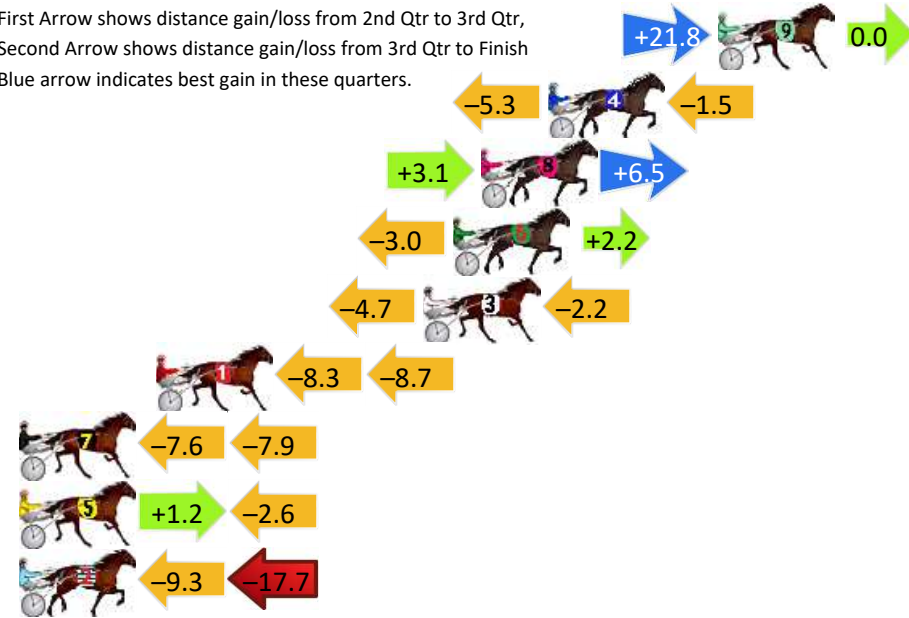 First Arrow shows distance gain/loss from 2nd Qtr to 3rd Qtr,
Second Arrow shows distance gain/loss from 3rd Qtr to Finish
Blue arrow indicates best gain in these quarters.
+21.8 9 0.0
–5.3 4 –1.5
+3.1 8 +6.5
–3.0 +2.2
–4.7 3 –2.2
1 –8.3 –8.7
7 –7.6 –7.9
5 +1.2 –2.6
–9.3 –17.7